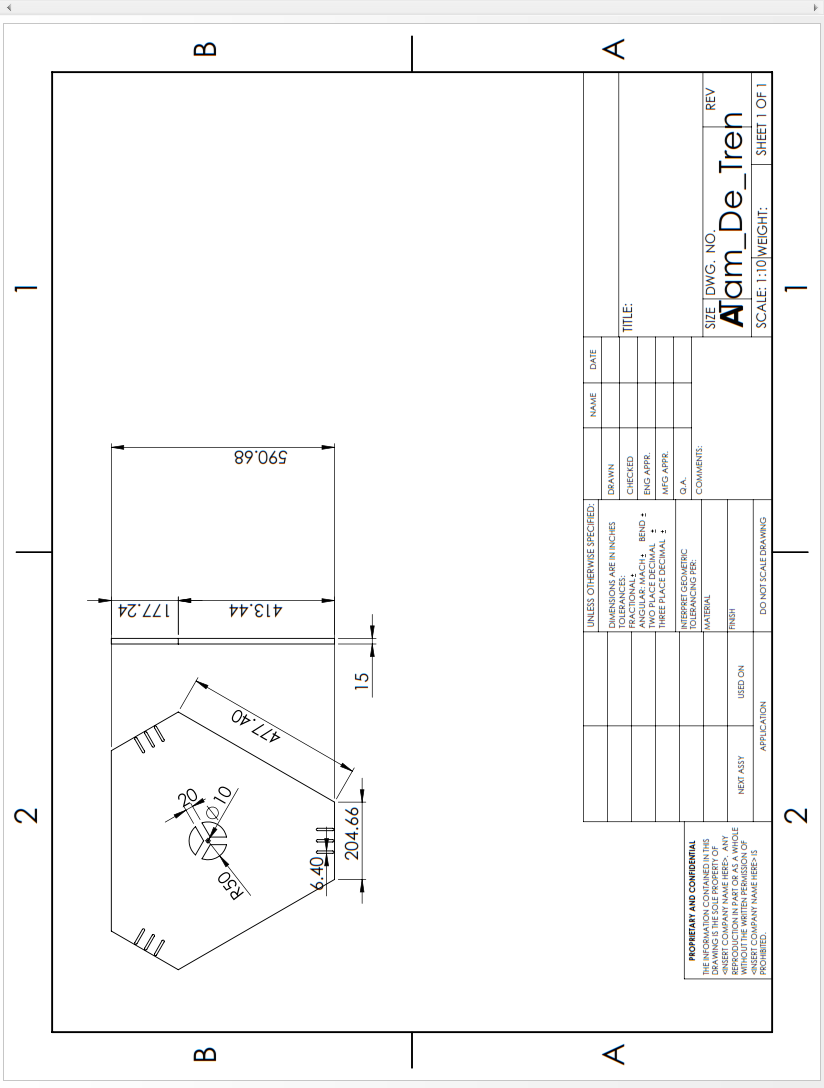 B
A
1
1
2
2
B
A
590.68
177.24
413.44
15
477.40
20
Ø10
R50
6.40
204.66
PROPRIETARY AND CONFIDENTIAL
THE INFORMATION CONTAINED IN THIS
DRAWING IS THE SOLE PROPERTY OF
<INSERT COMPANY NAME HERE>. ANY
REPRODUCTION IN PART OR AS A WHOLE
WITHOUT THE WRITTEN PERMISSION OF
<INSERT COMPANY NAME HERE> IS
PROHIBITED.
NEXT ASSY
USED ON
APPLICATION
UNLESS OTHERWISE SPECIFIED:
DIMENSIONS ARE IN INCHES
TOLERANCES:
FRACTIONAL ±
ANGULAR: MACH ± BEND ±
TWO PLACE DECIMAL ±
THREE PLACE DECIMAL ±
INTERPRET GEOMETRIC
TOLERANCING PER:
MATERIAL
FINISH
DO NOT SCALE DRAWING
NAME
DATE
DRAWN
CHECKED
ENG APPR.
MFG APPR.
Q.A.
COMMENTS:
TITLE:
SIZE
A
DWG. NO.
Tam_De_Tren
REV
SCALE: 1:10
WEIGHT:
SHEET 1 OF 1